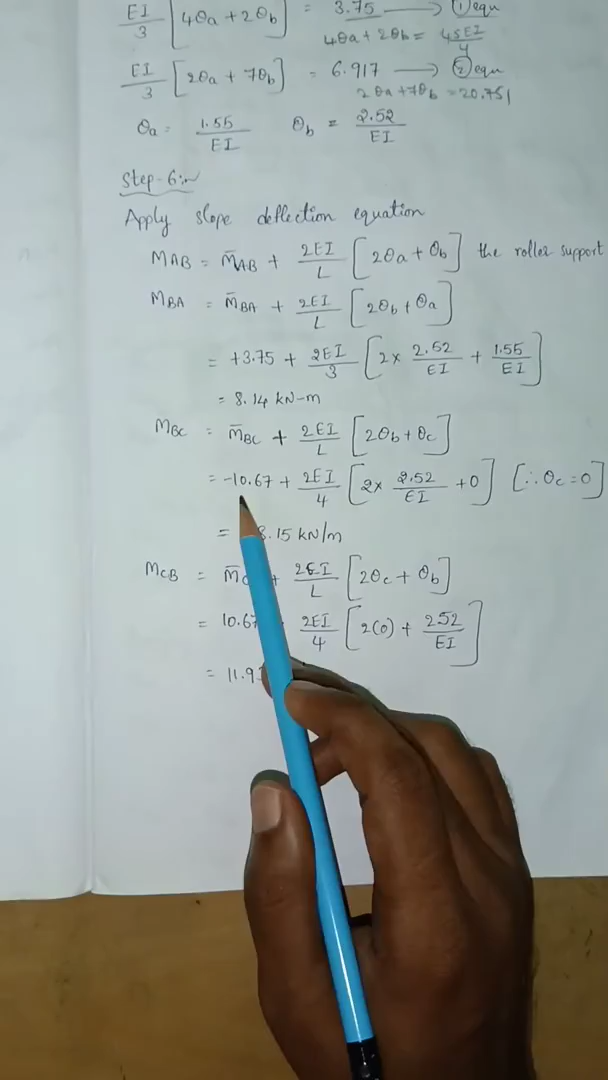 EI/3 [4θa + 2θb] = 3.75 → ① equ
4θa + 2θb =
EI/3 [2θa + 7θb] = 6.917 → ② equ
2θa + 7θb = 20.751
θa = 1.55/EI θb = 2.52/EI
Step-6:~
Apply slope deflection equation
MAB = M̄AB + 2EI/L [2θa + θb] the roller support
MBA = M̄BA + 2EI/L [2θb + θa]
= +3.75 + 2EI/3 [2× 2.52/EI + 1.55/EI]
= 8.14 kN-m
MBC = M̄BC + 2EI/L [2θb + θc]
= -10.67 + 2EI/4 [2× 2.52/EI + 0] [∴ θc = 0]
= 8.15 kN/m
MCB = + 2EI/L [2θc + θb]
= 10.67 2EI/4 [2(0) + 252/EI]
= 11.9